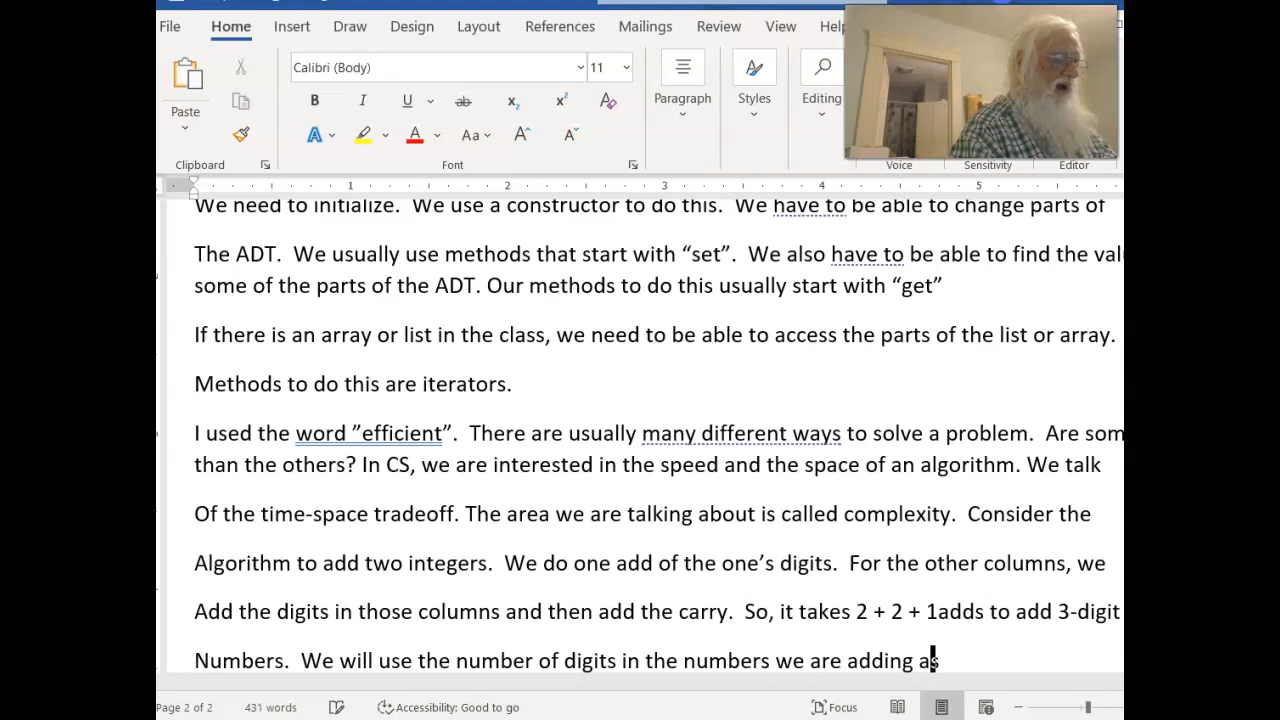 File Home Insert Draw Design Layout References Mailings Review View Help
Calibri (Body) 11
Paste
Paragraph Styles Editing
Clipboard Font Voice Sensitivity Editor
1 2 3 4 5
We need to initialize. We use a constructor to do this. We have to be able to change parts of
The ADT. We usually use methods that start with “set”. We also have to be able to find the
some of the parts of the ADT. Our methods to do this usually start with “get”
If there is an array or list in the class, we need to be able to access the parts of the list or array.
Methods to do this are iterators.
I used the word ”efficient”. There are usually many different ways to solve a problem. Are
than the others? In CS, we are interested in the speed and the space of an algorithm. We talk
Of the time-space tradeoff. The area we are talking about is called complexity. Consider the
Algorithm to add two integers. We do one add of the one’s digits. For the other columns, we
Add the digits in those columns and then add the carry. So, it takes 2 + 2 + 1adds to add 3-digit
Numbers. We will use the number of digits in the numbers we are adding as
Page 2 of 2 431 words Accessibility: Good to go Focus